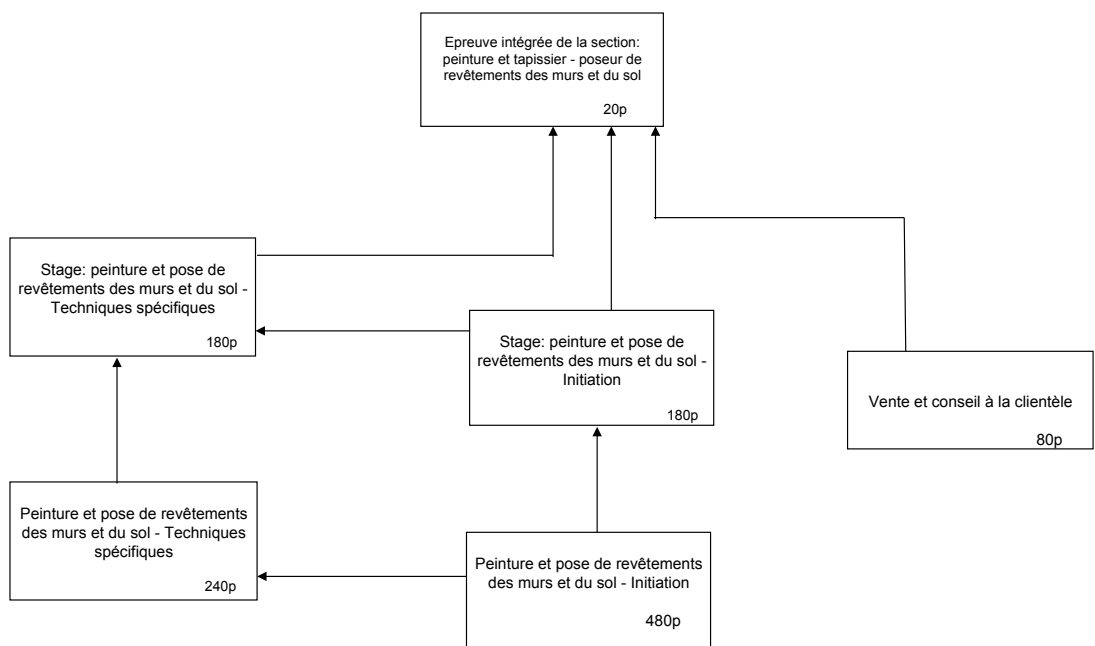 Epreuve intégrée de la section:
peinture et tapissier - poseur de
revêtements des murs et du sol
20p
Stage: peinture et pose de
revêtements des murs et du sol -
Techniques spécifiques
180p
Stage: peinture et pose de
revêtements des murs et du sol -
Initiation
180p
Vente et conseil à la clientèle
80p
Peinture et pose de revêtements
des murs et du sol - Techniques
spécifiques
240p
Peinture et pose de revêtements
des murs et du sol - Initiation
480p